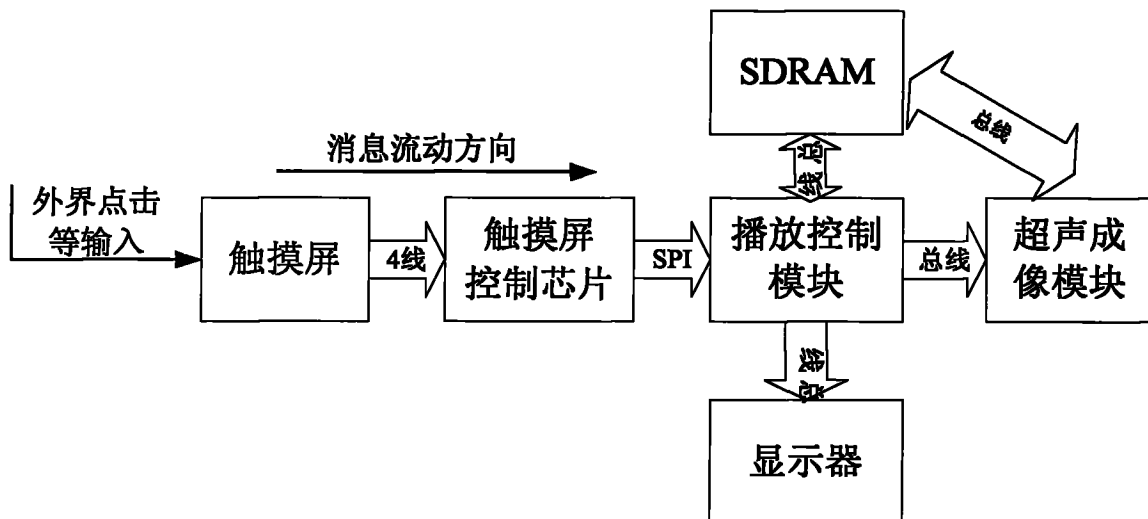 SDRAM
总线
消息流动方向
总线
外界点击
等输入
触摸屏
4线
触摸屏
控制芯片
SPI
播放控制
模块
总线
超声成
像模块
总线
显示器